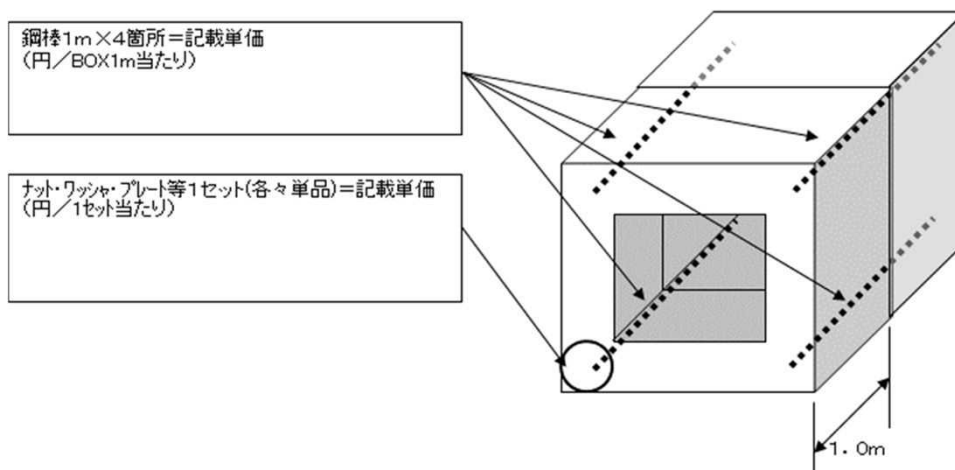 鋼棒1m×4箇所=記載単価
(円/BOX1m当たり)
ナット・ワッシャ・プレート等1セット(各々単品)=記載単価
(円/1セット当たり)
1.0m